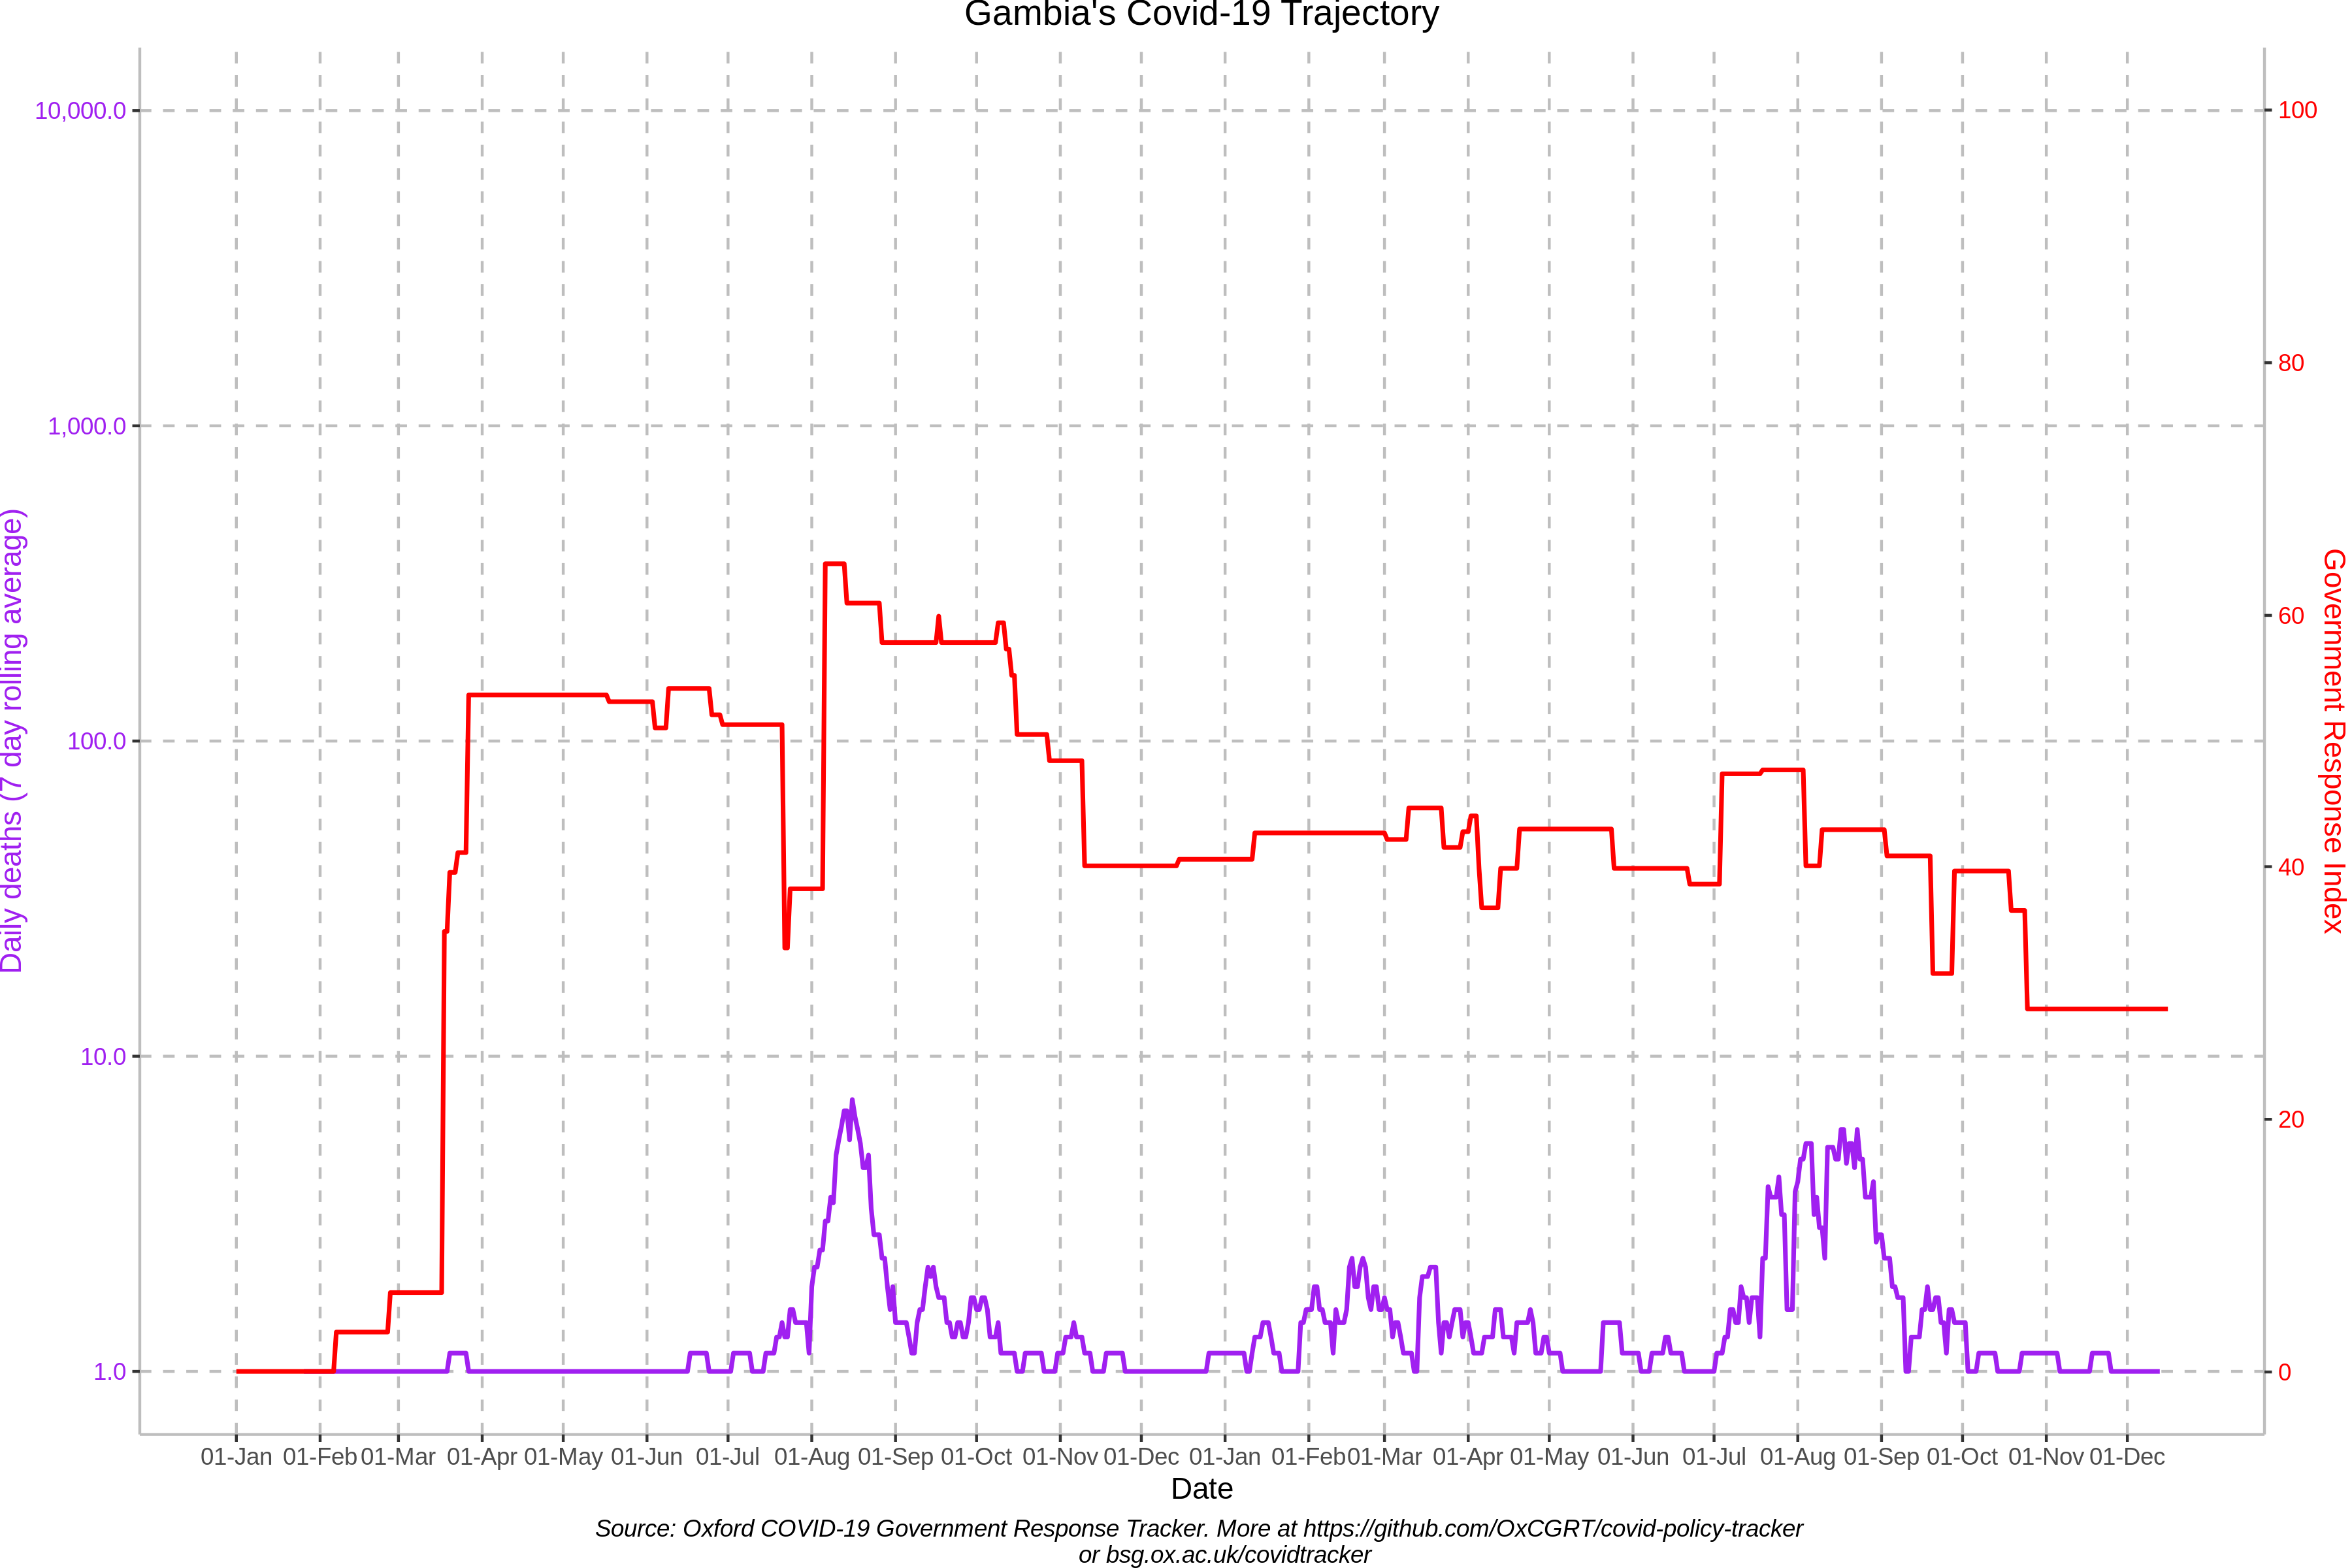 Gambia's Covid-19 Trajectory
10,000.0
1,000.0
100.0
10.0
1.0
Daily deaths (7 day rolling average)
100
80
60
40
20
0
Government Response Index
01-Jan 01-Feb 01-Mar 01-Apr 01-May 01-Jun 01-Jul 01-Aug 01-Sep 01-Oct 01-Nov 01-Dec 01-Jan 01-Feb 01-Mar 01-Apr 01-May 01-Jun 01-Jul 01-Aug 01-Sep 01-Oct 01-Nov 01-Dec
Date
Source: Oxford COVID-19 Government Response Tracker. More at https://github.com/OxCGRT/covid-policy-tracker
or bsg.ox.ac.uk/covidtracker